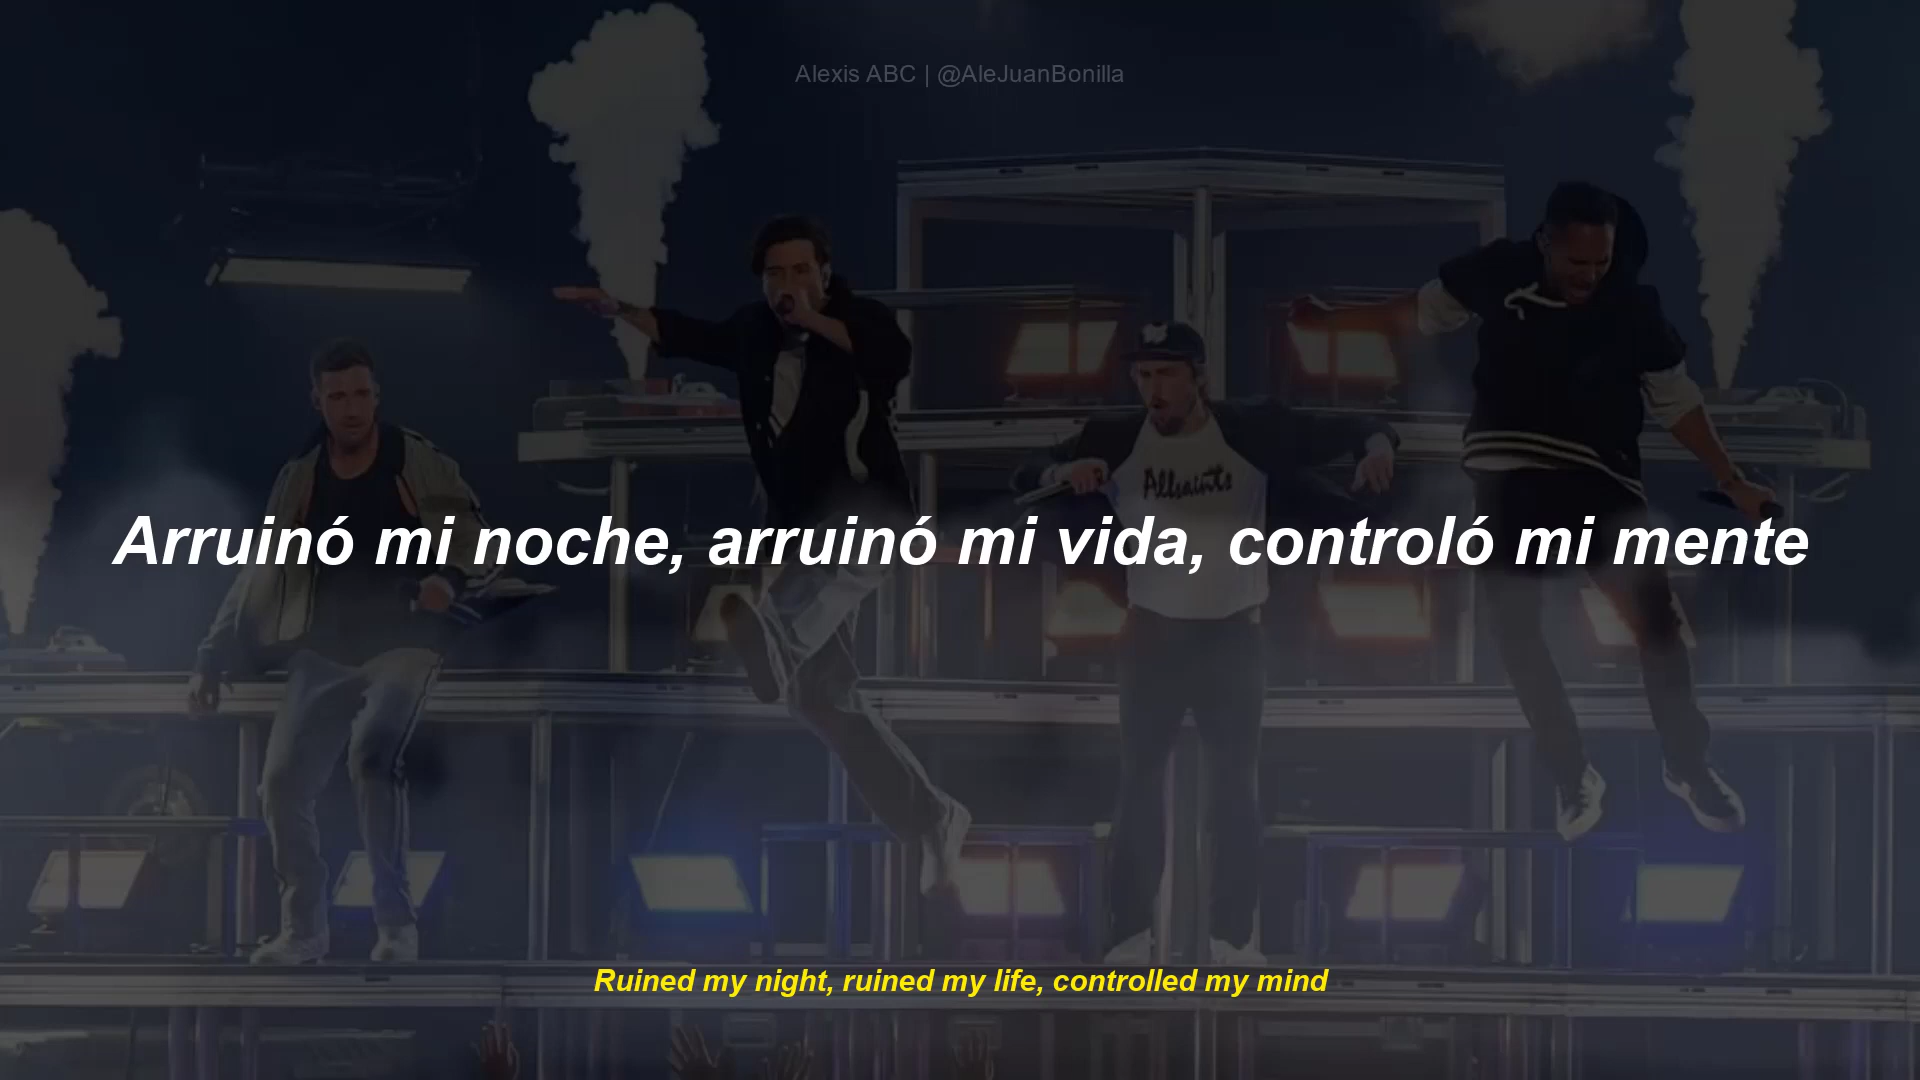 Alexis ABC | @AleJuanBonilla
Allsaints
Arruinó mi noche, arruinó mi vida, controló mi mente
Ruined my night, ruined my life, controlled my mind